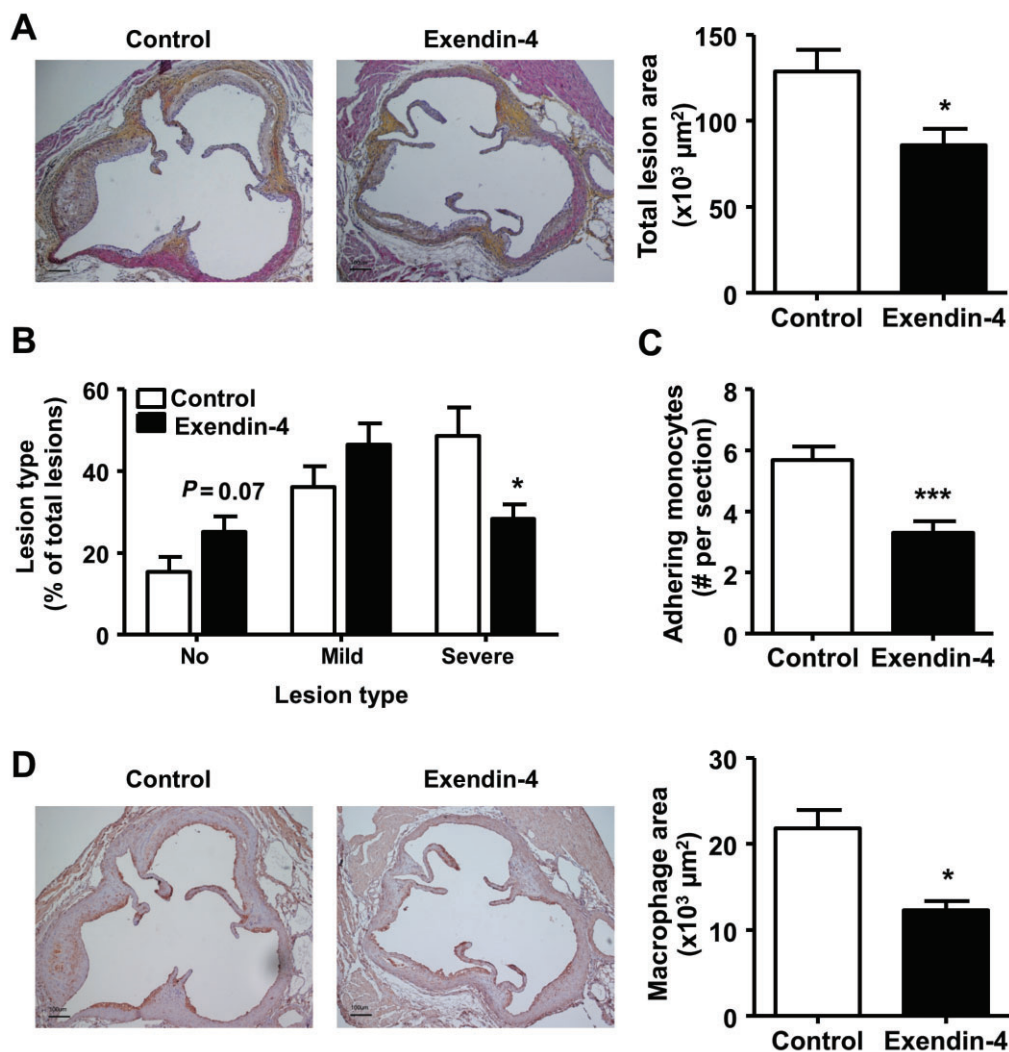 A
Control
Exendin-4
Total lesion area
(x10³ µm²)
150
100
50
0
*
Control
Exendin-4
B
Lesion type
(% of total lesions)
60
40
20
0
Control
Exendin-4
P = 0.07
*
No
Mild
Severe
Lesion type
C
Adhering monocytes
(# per section)
8
6
4
2
0
***
Control
Exendin-4
D
Control
Exendin-4
100µm
Macrophage area
(x10³ µm²)
30
20
10
0
*
Control
Exendin-4